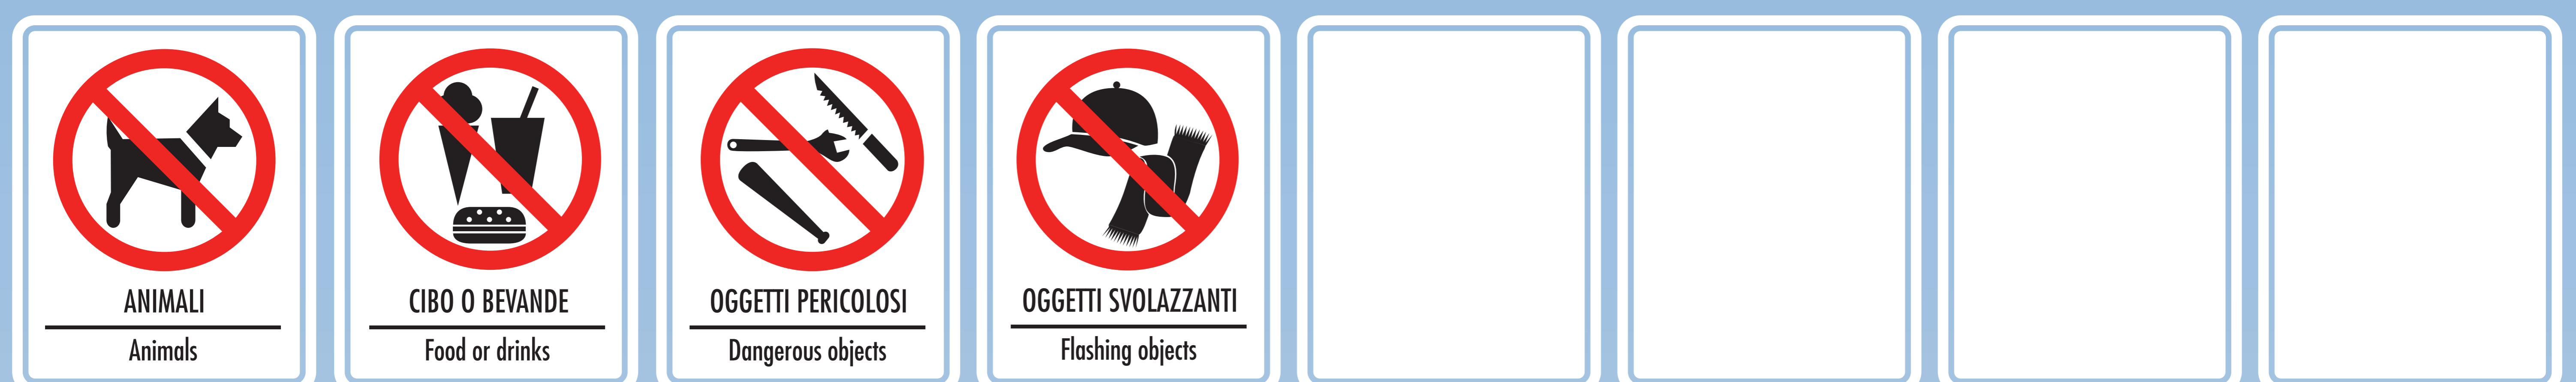 ANIMALI
Animals
CIBO O BEVANDE
Food or drinks
OGGETTI PERICOLOSI
Dangerous objects
OGGETTI SVOLAZZANTI
Flashing objects